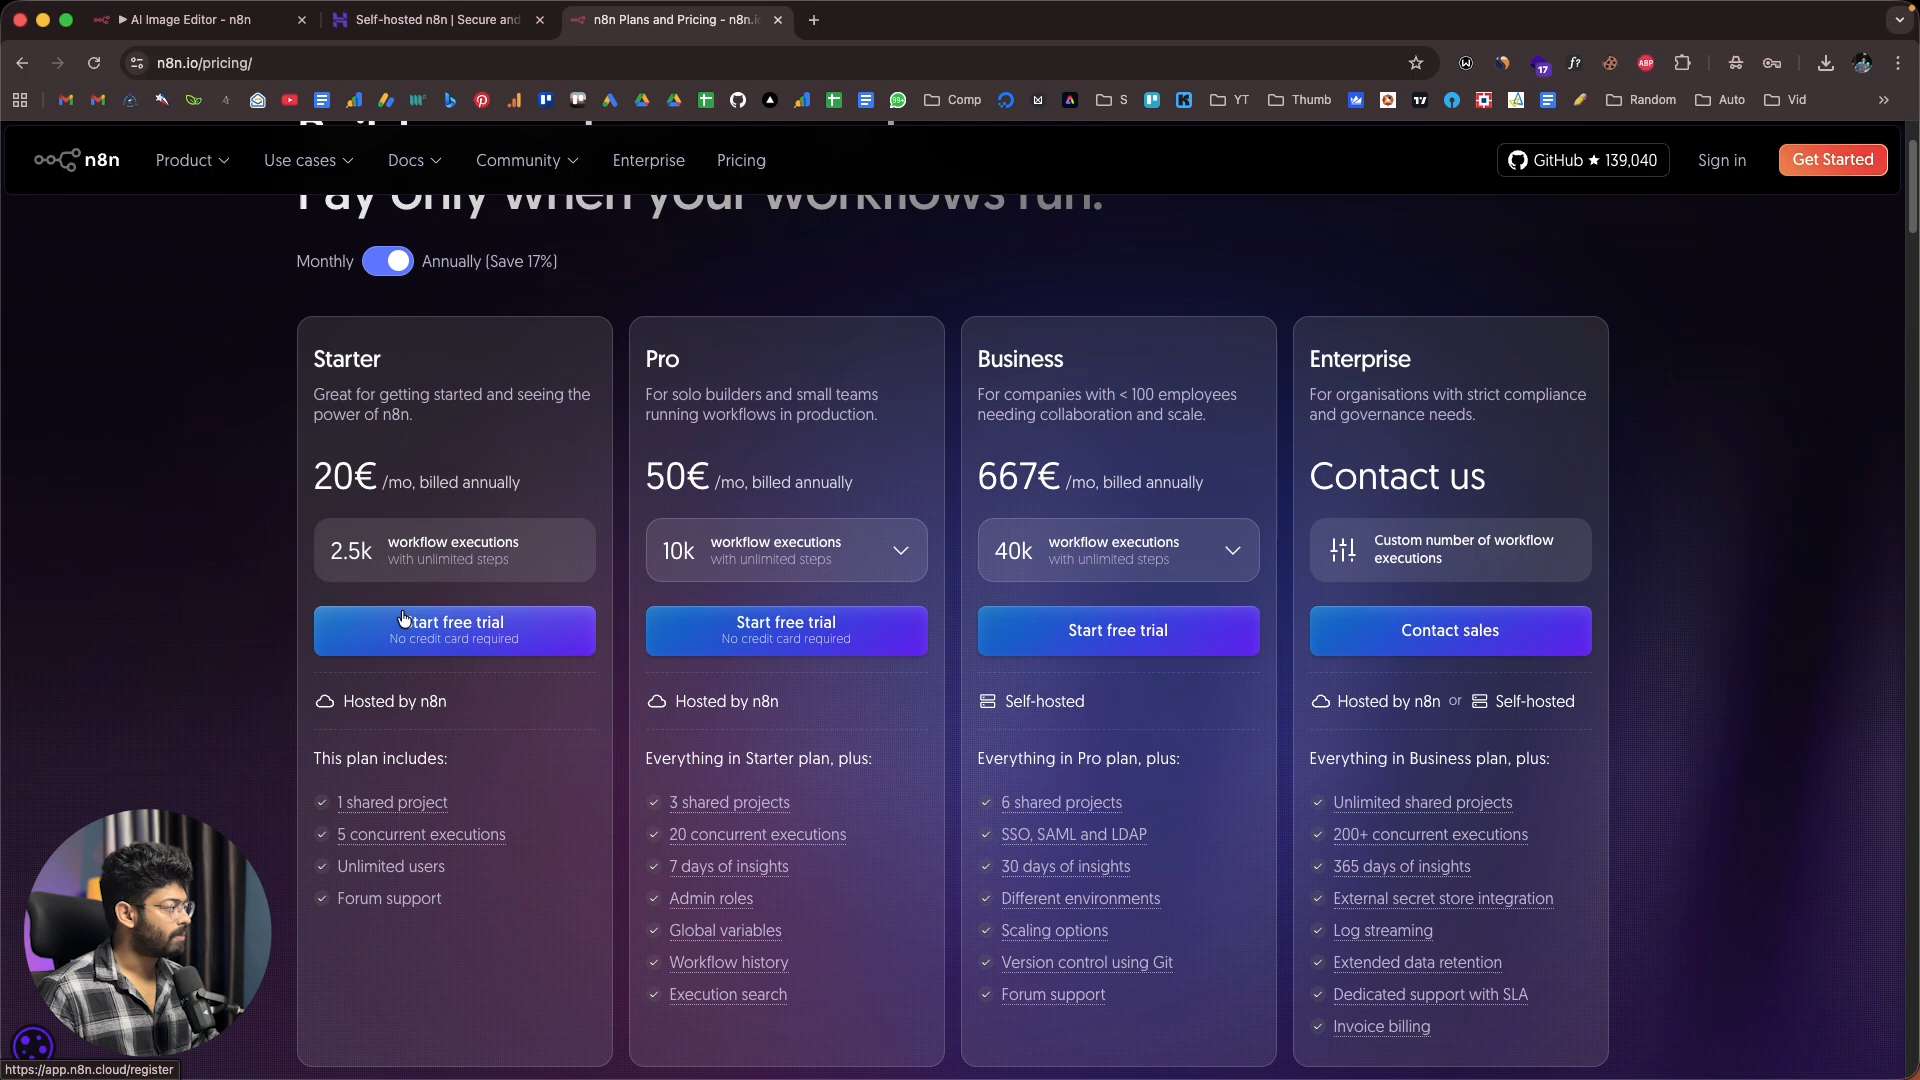 AI Image Editor - n8n
Self-hosted n8n | Secure and
n8n Plans and Pricing - n8n.io
n8n.io/pricing/
17
f?
ABP
Comp
S
YT
Thumb
Random
Auto
Vid
n8n
Product
Use cases
Docs
Community
Enterprise
Pricing
GitHub ★ 139,040
Sign in
Get Started
Pay only when your workflows run.
Monthly
Annually (Save 17%)
Starter
Great for getting started and seeing the
power of n8n.
20€ /mo, billed annually
2.5k workflow executions
with unlimited steps
Start free trial
No credit card required
Hosted by n8n
This plan includes:
1 shared project
5 concurrent executions
Unlimited users
Forum support
Pro
For solo builders and small teams
running workflows in production.
50€ /mo, billed annually
10k workflow executions
with unlimited steps
Start free trial
No credit card required
Hosted by n8n
Everything in Starter plan, plus:
3 shared projects
20 concurrent executions
7 days of insights
Admin roles
Global variables
Workflow history
Execution search
Business
For companies with < 100 employees
needing collaboration and scale.
667€ /mo, billed annually
40k workflow executions
with unlimited steps
Start free trial
Self-hosted
Everything in Pro plan, plus:
6 shared projects
SSO, SAML and LDAP
30 days of insights
Different environments
Scaling options
Version control using Git
Forum support
Enterprise
For organisations with strict compliance
and governance needs.
Contact us
Custom number of workflow
executions
Contact sales
Hosted by n8n or Self-hosted
Everything in Business plan, plus:
Unlimited shared projects
200+ concurrent executions
365 days of insights
External secret store integration
Log streaming
Extended data retention
Dedicated support with SLA
Invoice billing
https://app.n8n.cloud/register